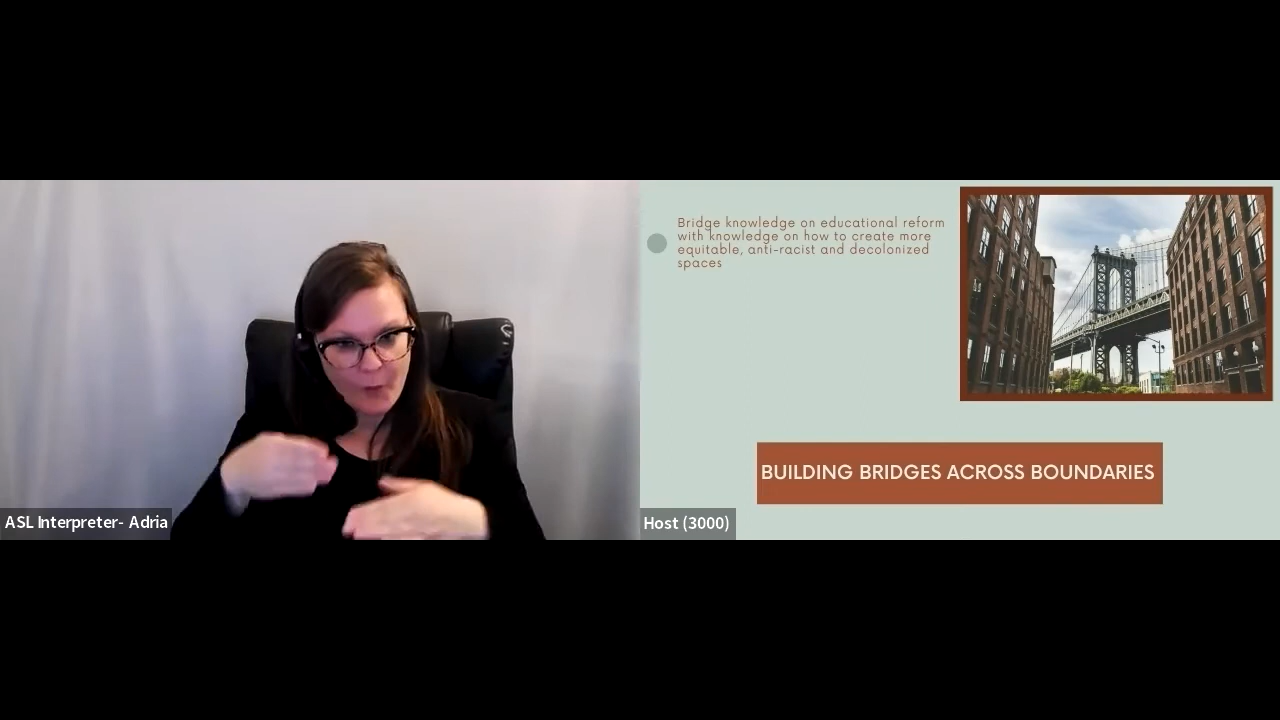 Bridge knowledge on educational reform
with knowledge on how to create more
equitable, anti-racist and decolonized
spaces
BUILDING BRIDGES ACROSS BOUNDARIES
ASL Interpreter- Adria
Host (3000)